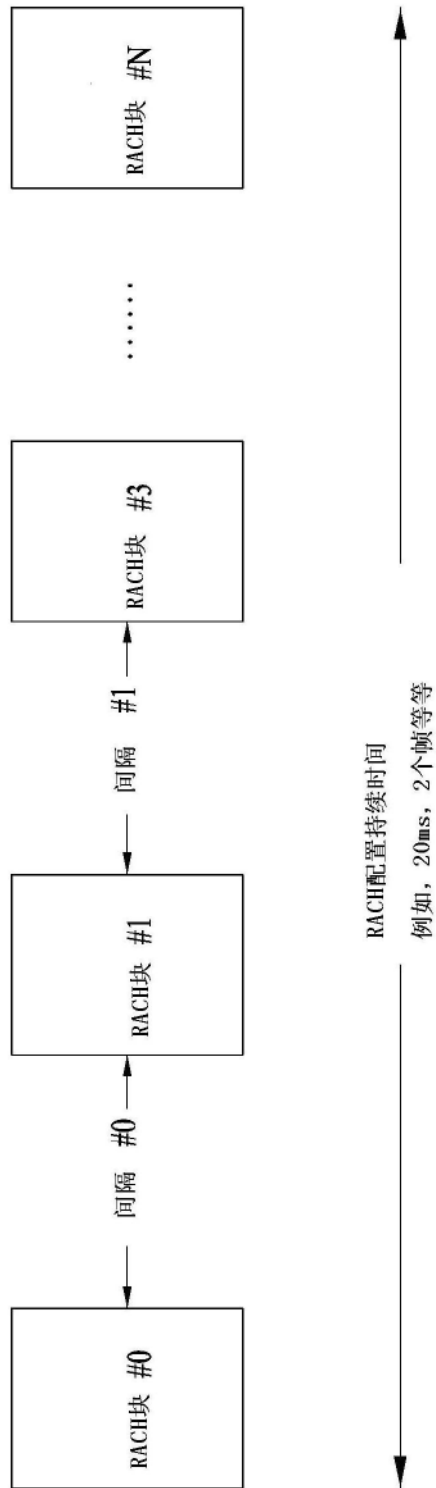 RACH块 #0
间隔 #0
RACH块 #1
间隔 #1
RACH块 #3
······
RACH块 #N
RACH配置持续时间
例如，20ms，2个帧等等